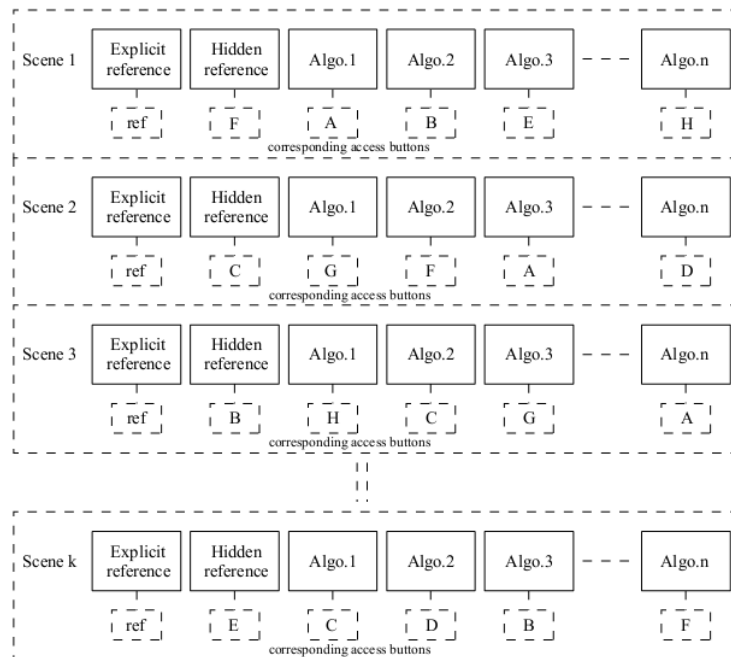 Scene 1
Explicit reference
Hidden reference
Algo.1
Algo.2
Algo.3
Algo.n
ref
F
A
B
E
H
corresponding access buttons
Scene 2
Explicit reference
Hidden reference
Algo.1
Algo.2
Algo.3
Algo.n
ref
C
G
F
A
D
corresponding access buttons
Scene 3
Explicit reference
Hidden reference
Algo.1
Algo.2
Algo.3
Algo.n
ref
B
H
C
G
A
corresponding access buttons
Scene k
Explicit reference
Hidden reference
Algo.1
Algo.2
Algo.3
Algo.n
ref
E
C
D
B
F
corresponding access buttons